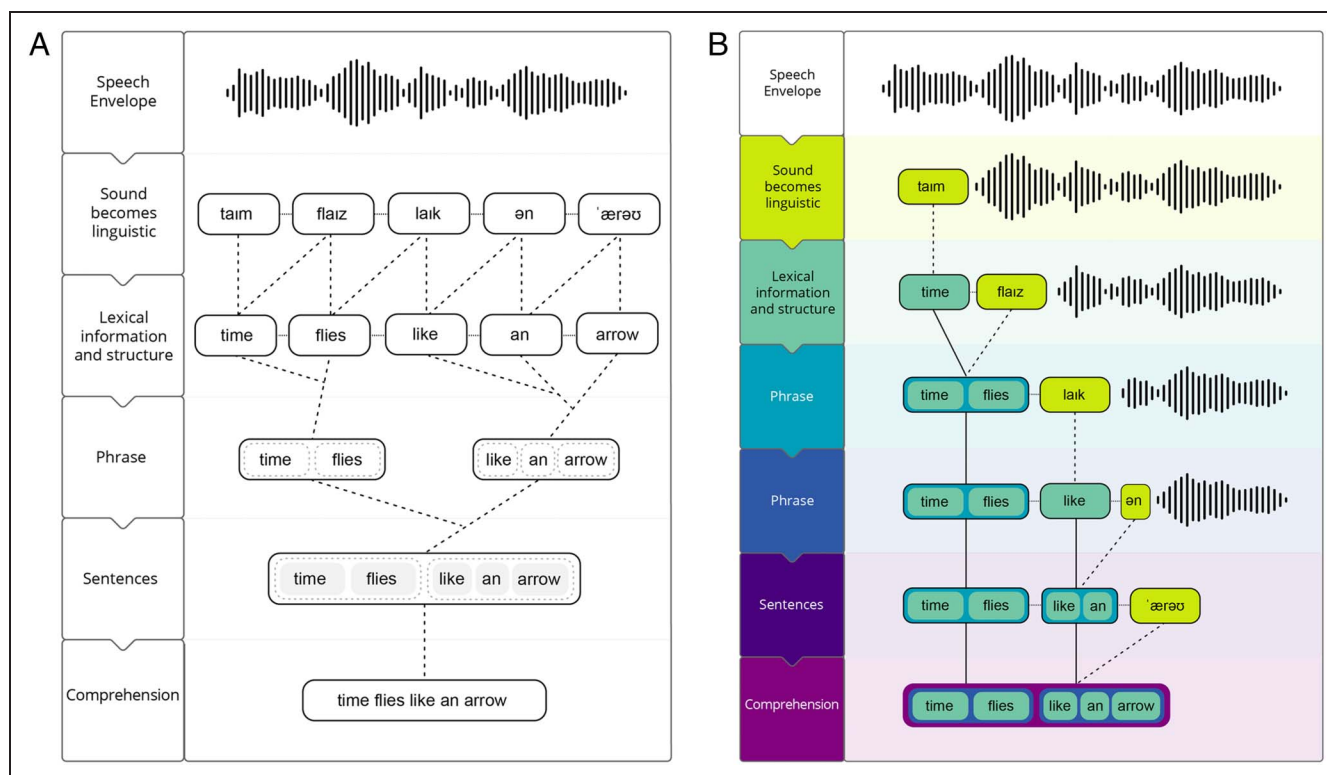 A
Speech
Envelope
Sound
becomes
linguistic
taɪm flaɪz laɪk ən ˈærəʊ
Lexical
information
and structure
time flies like an arrow
Phrase
time flies like an arrow
Sentences
time flies like an arrow
Comprehension
time flies like an arrow
B
Speech
Envelope
Sound
becomes
linguistic
taɪm
Lexical
information
and structure
time flaɪz
Phrase
time flies laɪk
Phrase
time flies like ən
Sentences
time flies like an ˈærəʊ
Comprehension
time flies like an arrow